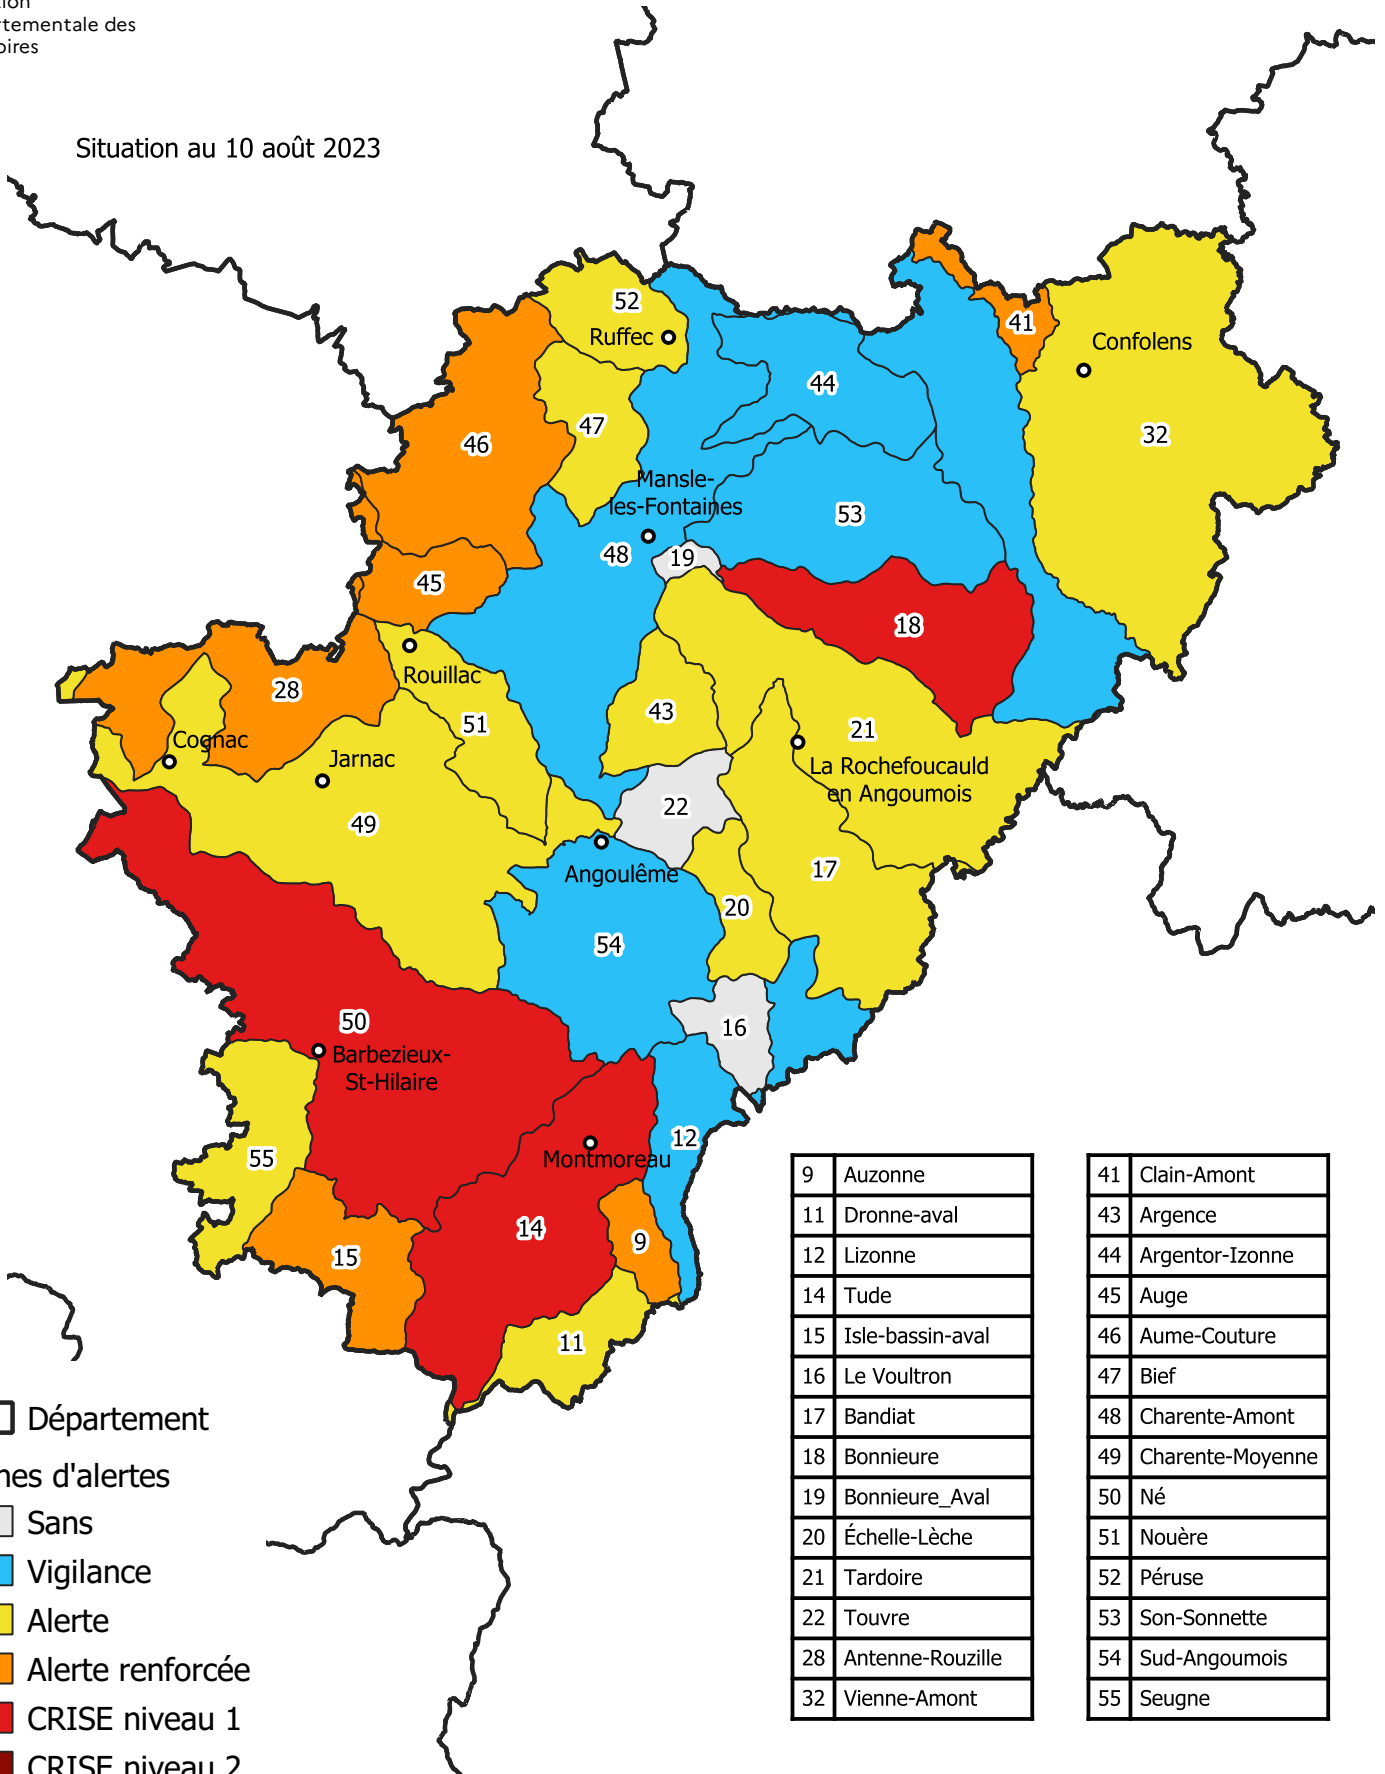 tion
rtementale des
oires
Situation au 10 août 2023
52
Ruffec
41
Confolens
44
47
46
32
Mansle-
les-Fontaines
53
48
19
45
18
Rouillac
28
43
51
21
Cognac
Jarnac
La Rochefoucauld
en Angoumois
22
49
Angoulême
17
20
54
16
50
Barbezieux-
St-Hilaire
12
Montmoreau
55
14
9
15
11
9 Auzonne
11 Dronne-aval
12 Lizonne
14 Tude
15 Isle-bassin-aval
16 Le Voultron
17 Bandiat
18 Bonnieure
19 Bonnieure_Aval
20 Échelle-Lèche
21 Tardoire
22 Touvre
28 Antenne-Rouzille
32 Vienne-Amont
41 Clain-Amont
43 Argence
44 Argentor-Izonne
45 Auge
46 Aume-Couture
47 Bief
48 Charente-Amont
49 Charente-Moyenne
50 Né
51 Nouère
52 Péruse
53 Son-Sonnette
54 Sud-Angoumois
55 Seugne
Département
nes d'alertes
Sans
Vigilance
Alerte
Alerte renforcée
CRISE niveau 1
CRISE niveau 2